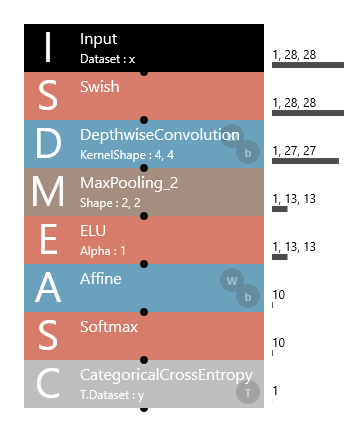 I Input 1, 28, 28
Dataset : x
S Swish 1, 28, 28
D DepthwiseConvolution W 1, 27, 27
KernelShape : 4, 4 b
M MaxPooling_2 1, 13, 13
Shape : 2, 2
E ELU 1, 13, 13
Alpha : 1
A Affine W b 10
S Softmax 10
C CategoricalCrossEntropy 1
T.Dataset : y T